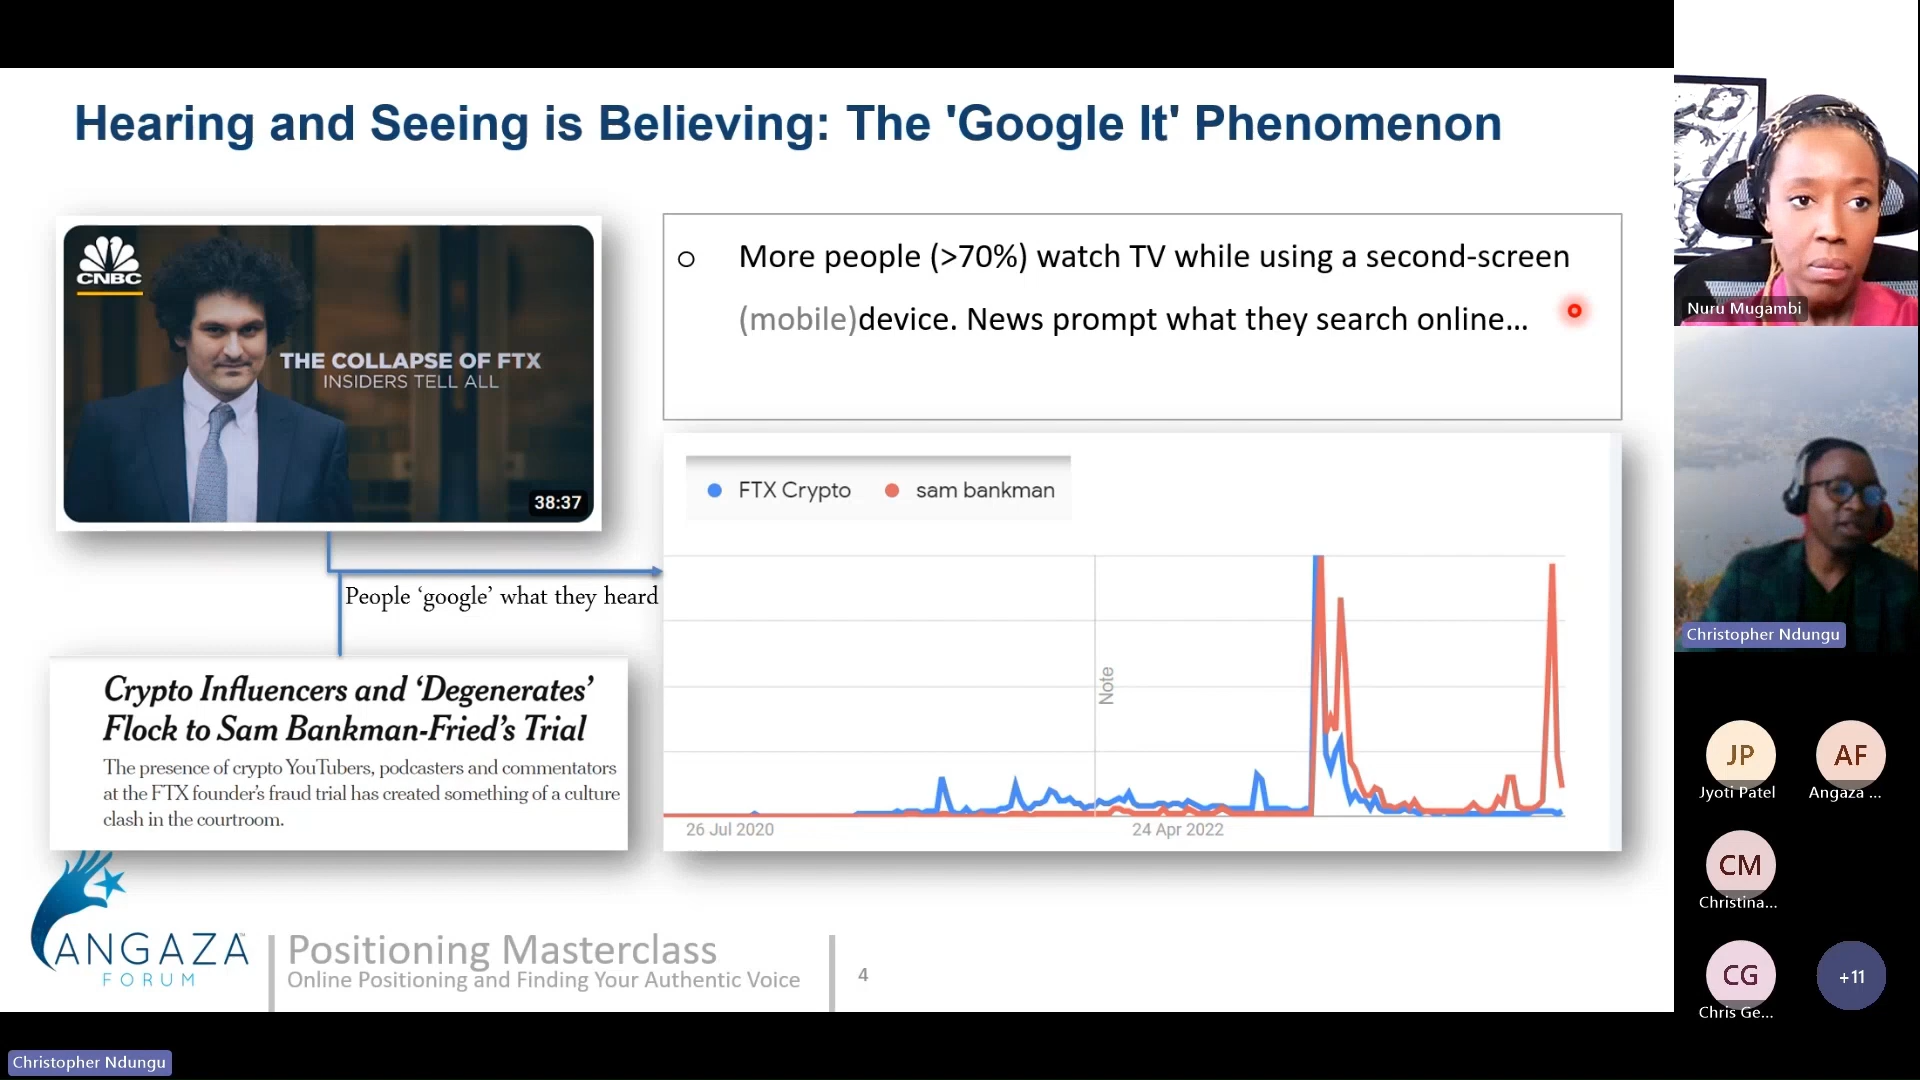 Hearing and Seeing is Believing: The 'Google It' Phenomenon
CNBC
THE COLLAPSE OF FTX
INSIDERS TELL ALL
38:37
o More people (>70%) watch TV while using a second-screen
(mobile)device. News prompt what they search online...
People ‘google’ what they heard
FTX Crypto
sam bankman
Note
26 Jul 2020
24 Apr 2022
Crypto Influencers and ‘Degenerates’
Flock to Sam Bankman-Fried’s Trial
The presence of crypto YouTubers, podcasters and commentators
at the FTX founder’s fraud trial has created something of a culture
clash in the courtroom.
ANGAZA
FORUM
Positioning Masterclass
Online Positioning and Finding Your Authentic Voice
4
Nuru Mugambi
Christopher Ndungu
JP
Jyoti Patel
AF
Angaza ...
CM
Christina...
CG
Chris Ge...
+11
Christopher Ndungu